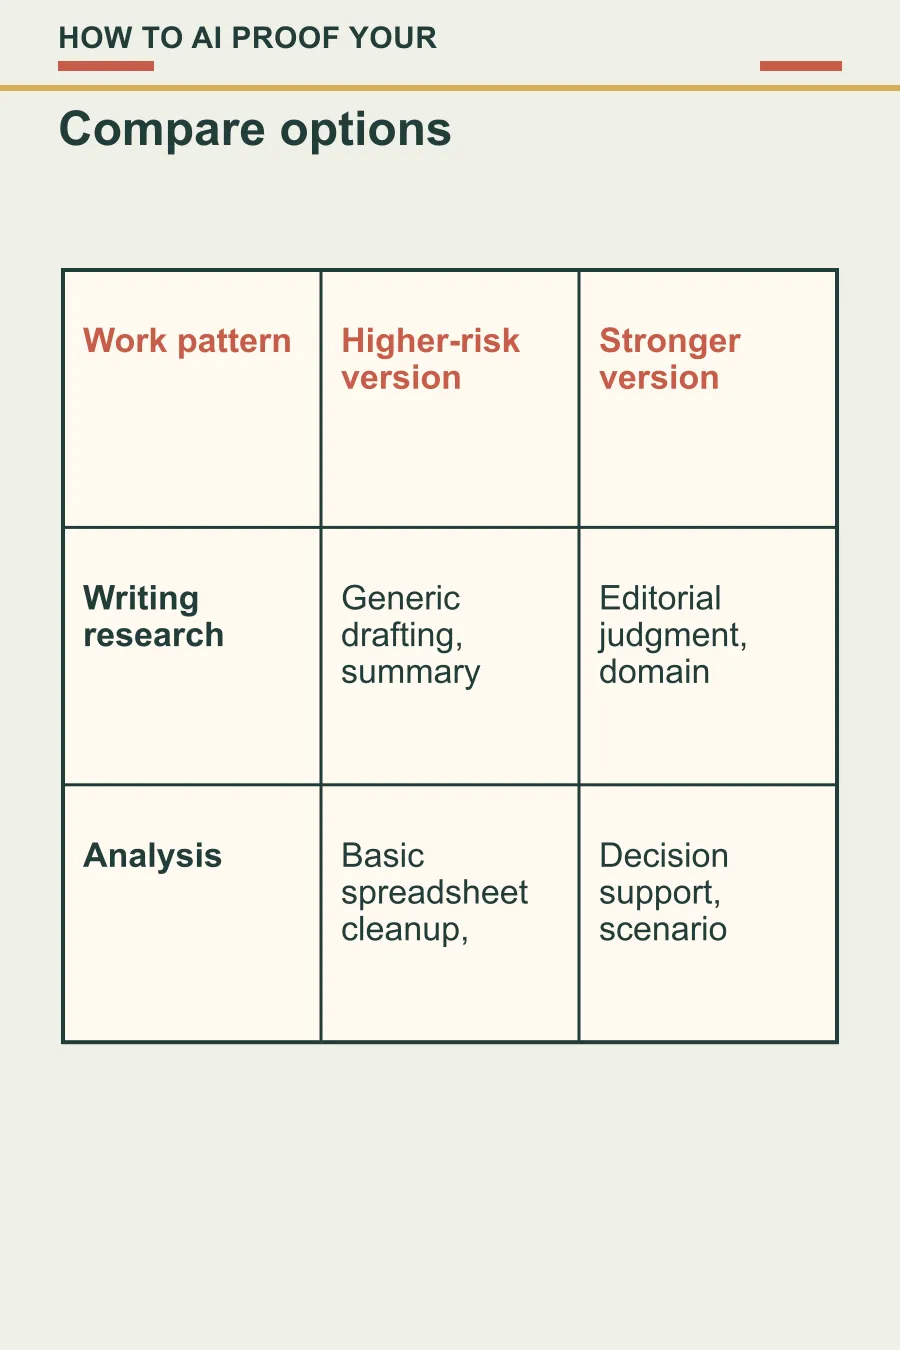 HOW TO AI PROOF YOUR
Compare options
Work pattern
Higher-risk
version
Stronger
version
Writing
research
Generic
drafting,
summary
Editorial
judgment,
domain
Analysis
Basic
spreadsheet
cleanup,
Decision
support,
scenario